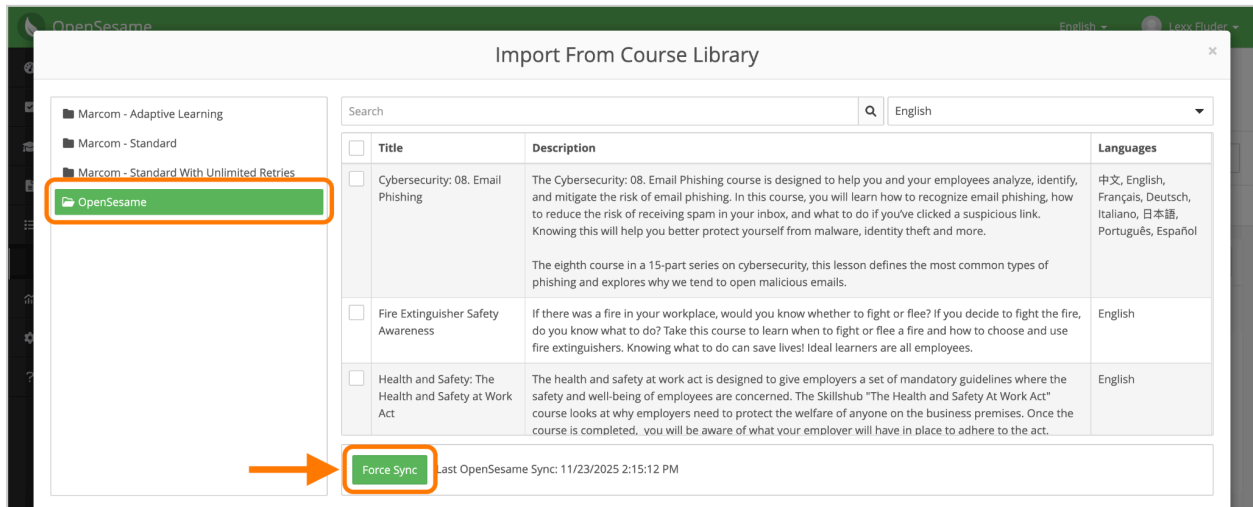 OpenSesame
English
Lexx Fluder
Import From Course Library
×
Marcom - Adaptive Learning
Marcom - Standard
Marcom - Standard With Unlimited Retries
OpenSesame
Search
English
Title Description Languages
Cybersecurity: 08. Email
Phishing
The Cybersecurity: 08. Email Phishing course is designed to help you and your employees analyze, identify,
and mitigate the risk of email phishing. In this course, you will learn how to recognize email phishing, how
to reduce the risk of receiving spam in your inbox, and what to do if you've clicked a suspicious link.
Knowing this will help you better protect yourself from malware, identity theft and more.
The eighth course in a 15-part series on cybersecurity, this lesson defines the most common types of
phishing and explores why we tend to open malicious emails.
中文, English,
Français, Deutsch,
Italiano, 日本語,
Português, Español
Fire Extinguisher Safety
Awareness
If there was a fire in your workplace, would you know whether to fight or flee? If you decide to fight the fire,
do you know what to do? Take this course to learn when to fight or flee a fire and how to choose and use
fire extinguishers. Knowing what to do can save lives! Ideal learners are all employees.
English
Health and Safety: The
Health and Safety at Work
Act
The health and safety at work act is designed to give employers a set of mandatory guidelines where the
safety and well-being of employees are concerned. The Skillshub "The Health and Safety At Work Act"
course looks at why employers need to protect the welfare of anyone on the business premises. Once the
course is completed, you will be aware of what your employer will have in place to adhere to the act.
English
Force Sync
Last OpenSesame Sync: 11/23/2025 2:15:12 PM